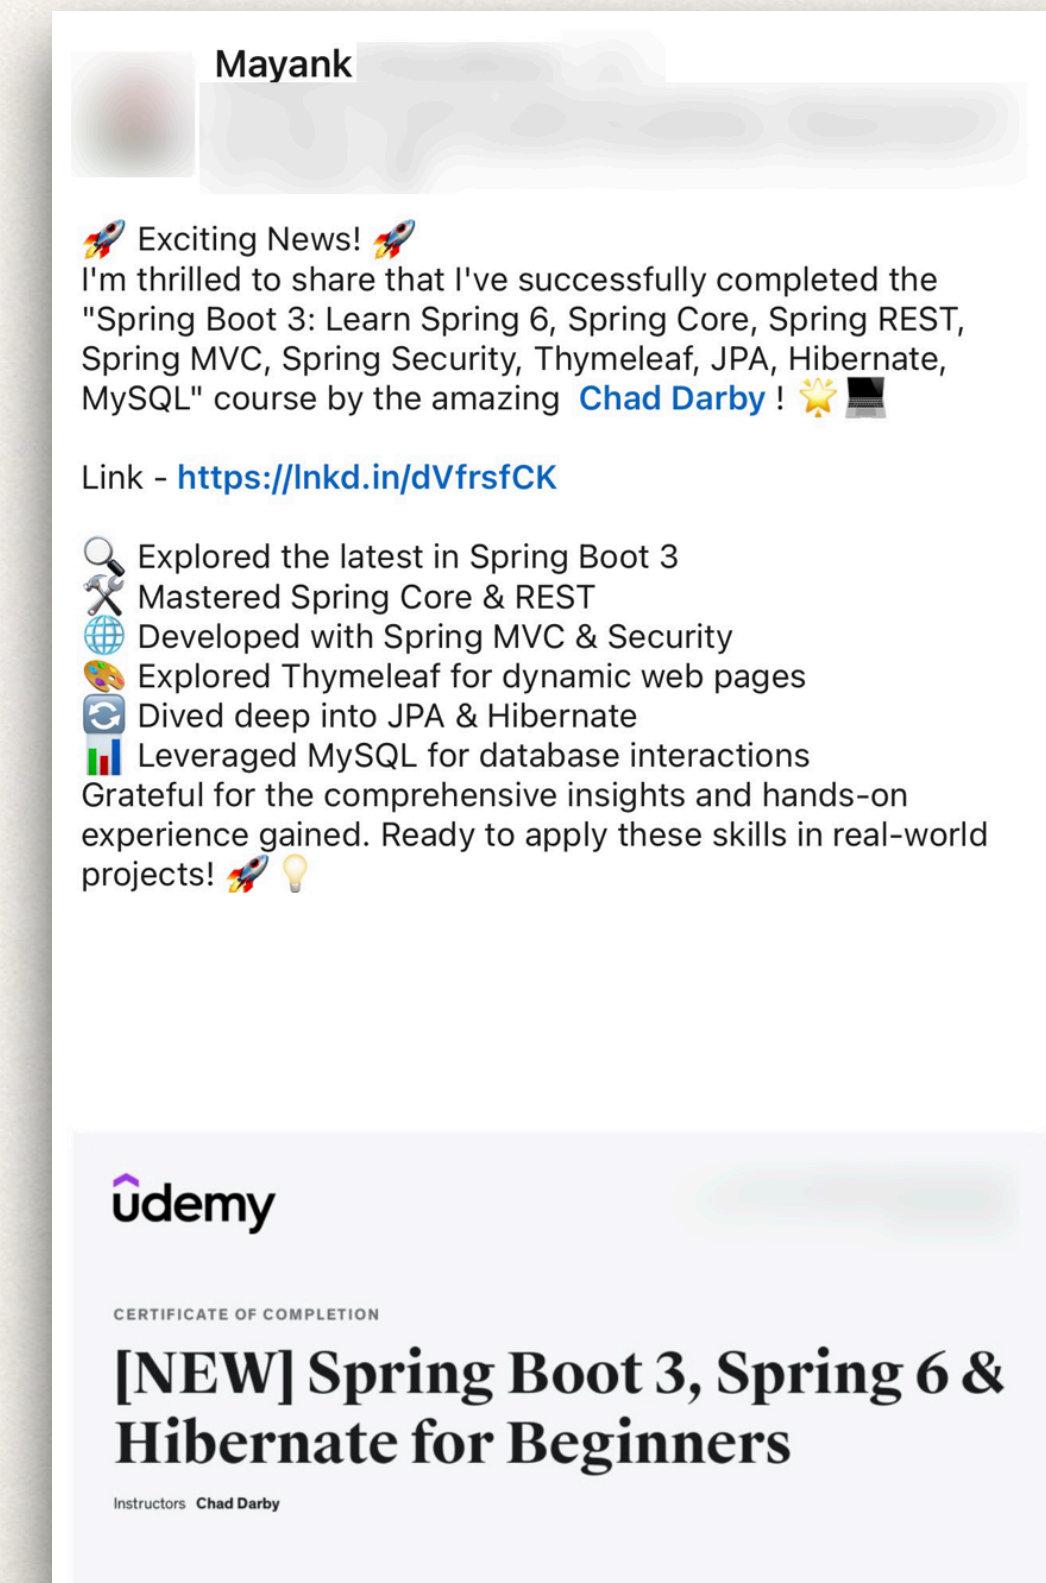 Mayank
🚀 Exciting News! 🚀
I'm thrilled to share that I've successfully completed the
"Spring Boot 3: Learn Spring 6, Spring Core, Spring REST,
Spring MVC, Spring Security, Thymeleaf, JPA, Hibernate,
MySQL" course by the amazing Chad Darby ! 🌟💻
Link - https://lnkd.in/dVfrsfCK
🔍 Explored the latest in Spring Boot 3
🛠️ Mastered Spring Core & REST
🌐 Developed with Spring MVC & Security
🎨 Explored Thymeleaf for dynamic web pages
🔄 Dived deep into JPA & Hibernate
📊 Leveraged MySQL for database interactions
Grateful for the comprehensive insights and hands-on
experience gained. Ready to apply these skills in real-world
projects! 🚀💡
udemy
CERTIFICATE OF COMPLETION
[NEW] Spring Boot 3, Spring 6 &
Hibernate for Beginners
Instructors Chad Darby